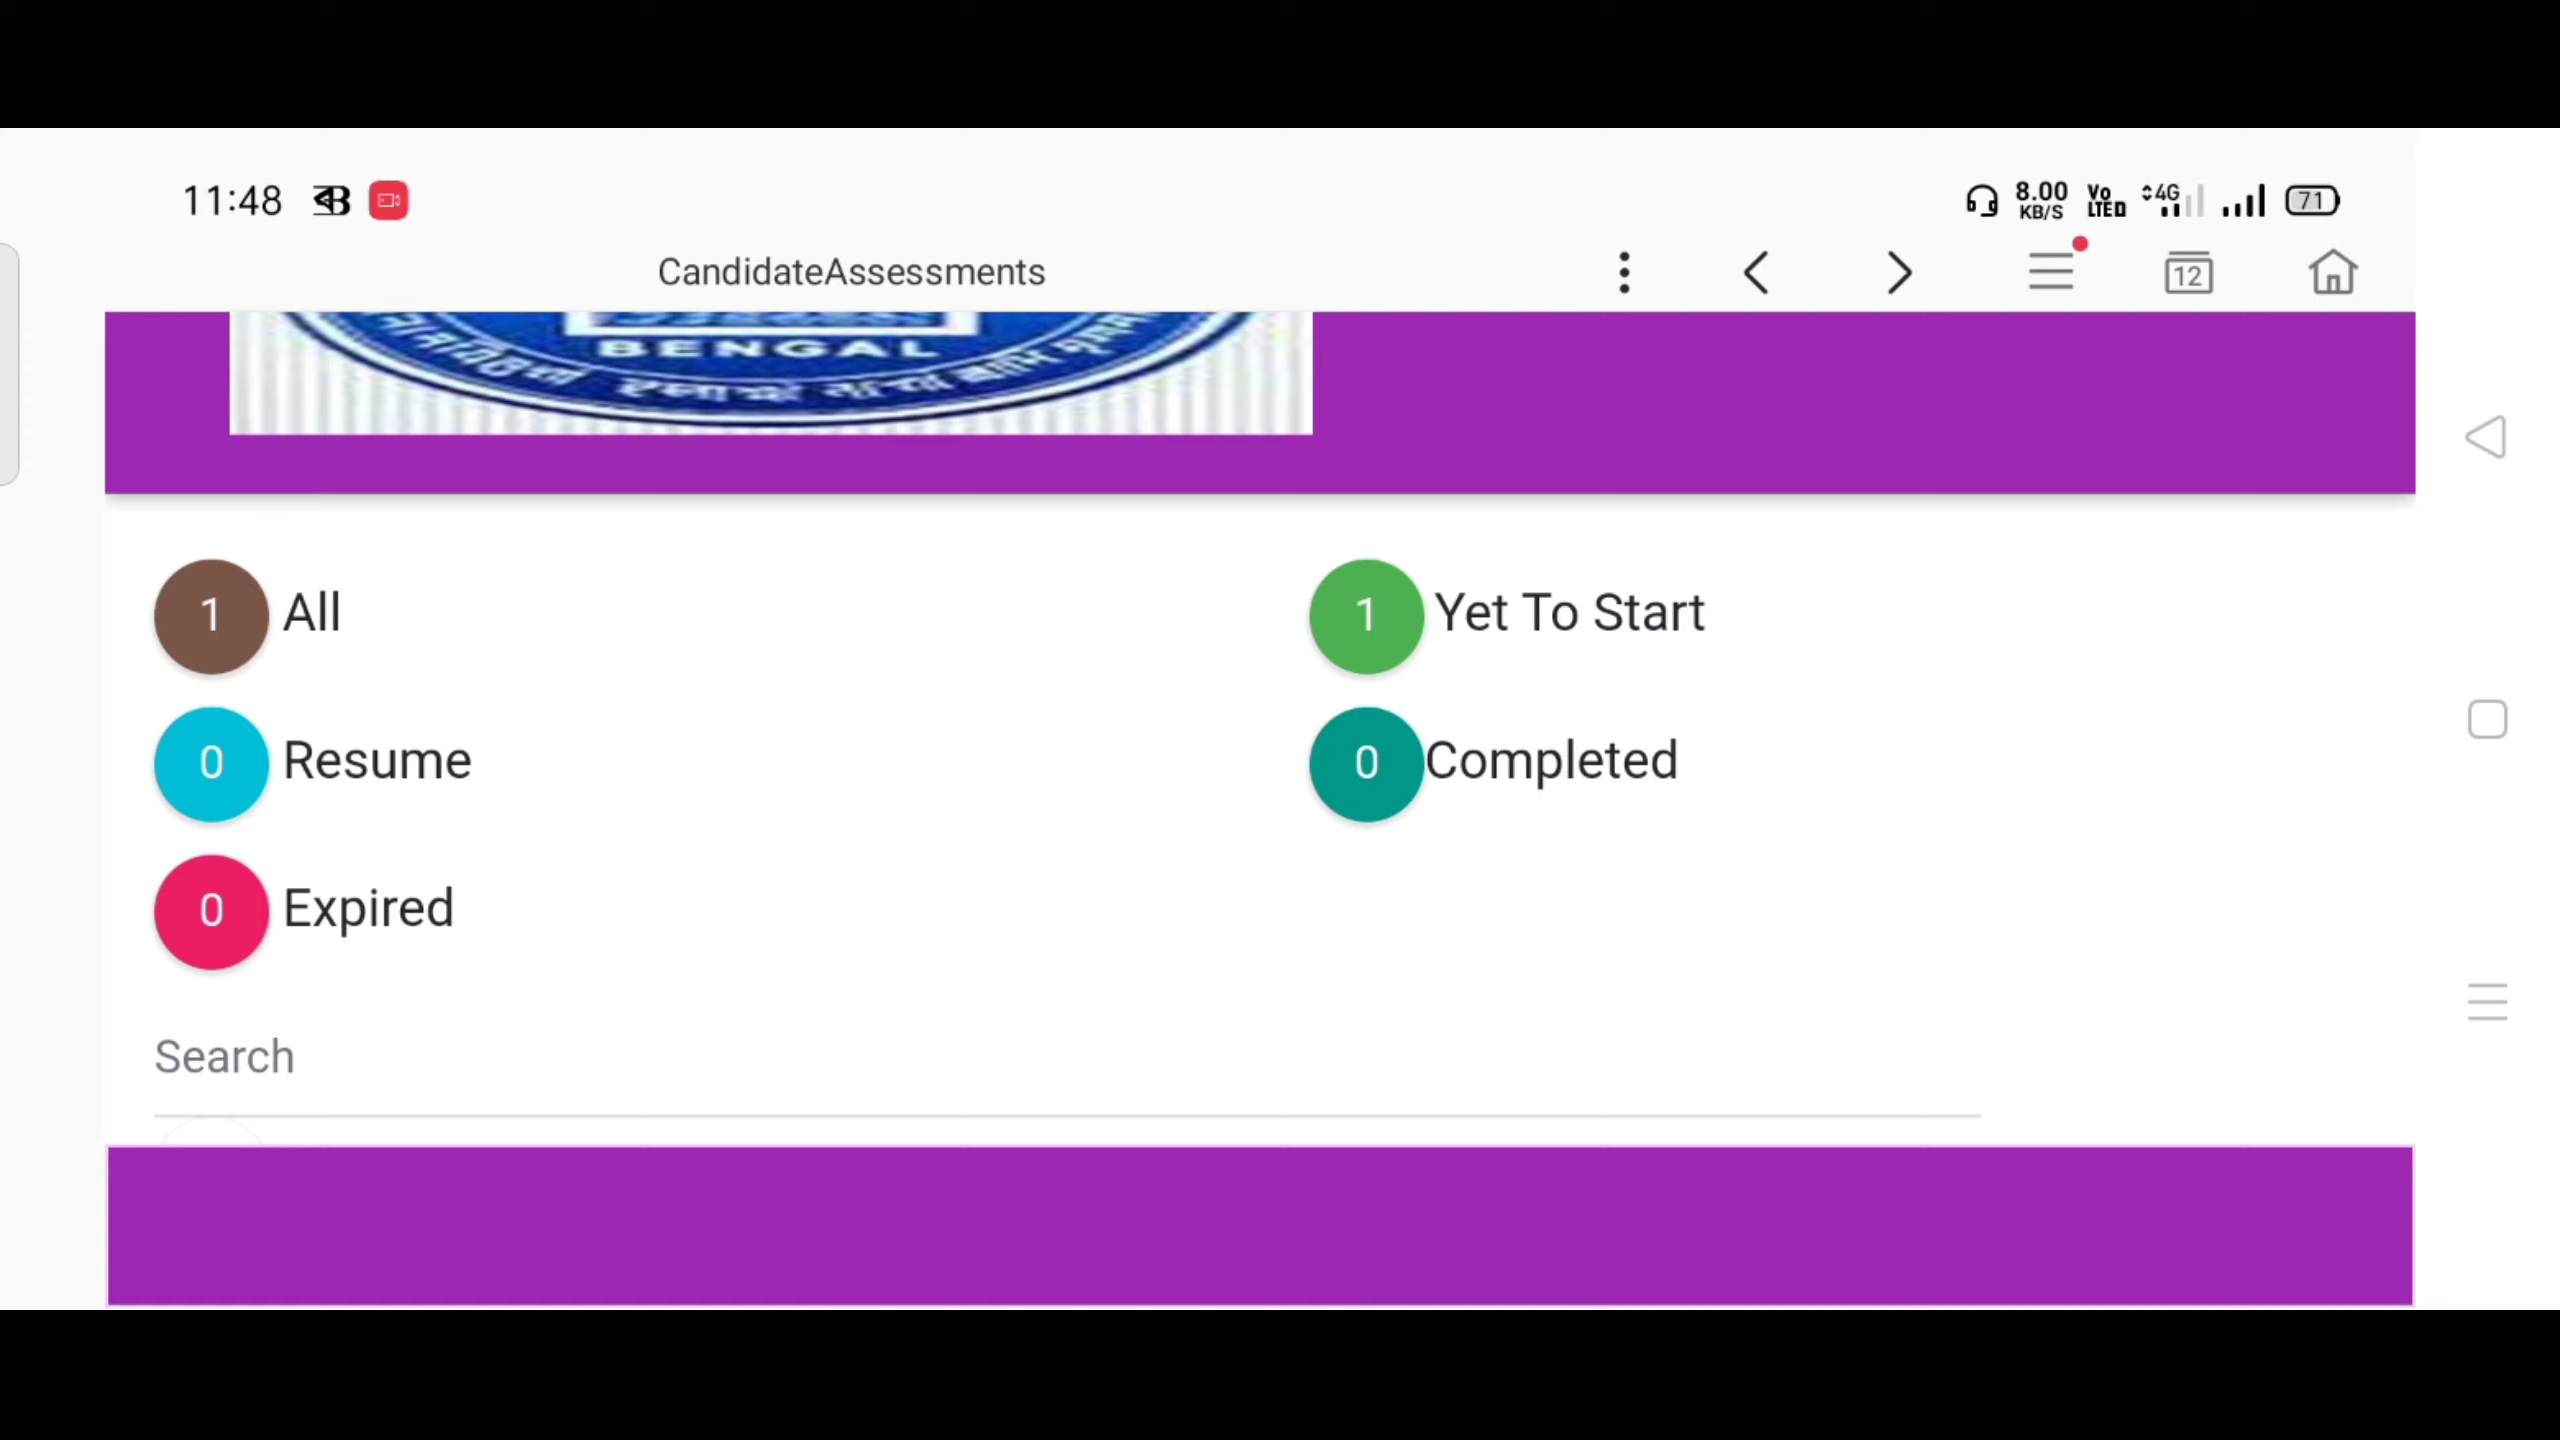 11:48
8.00
KB/S
Vo
LTE
4G
71
CandidateAssessments
12
BENGAL
1 All
1 Yet To Start
0 Resume
0 Completed
0 Expired
Search